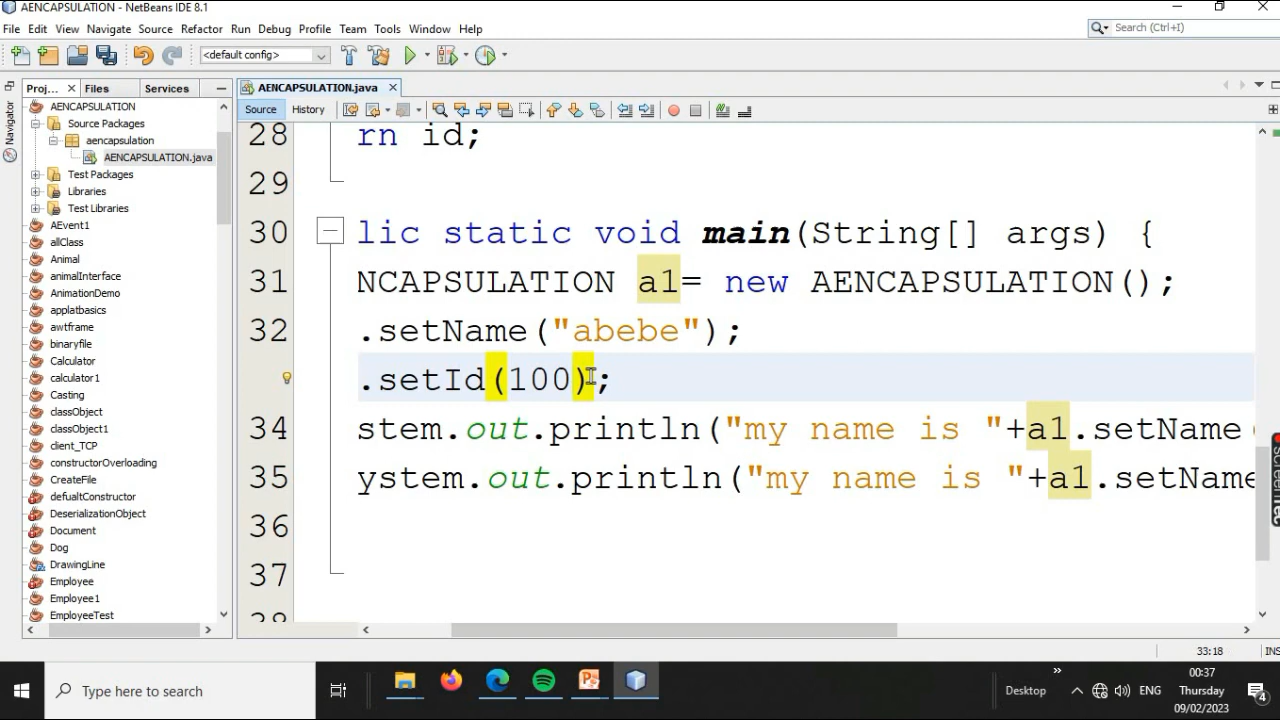 AENCAPSULATION - NetBeans IDE 8.1
File Edit View Navigate Source Refactor Run Debug Profile Team Tools Window Help
Search (Ctrl+I)
<default config>
Proj... Files Services
AENCAPSULATION
Source Packages
aencapsulation
AENCAPSULATION.java
Test Packages
Libraries
Test Libraries
AEvent1
allClass
Animal
animalInterface
AnimationDemo
applatbasics
awtframe
binaryfile
Calculator
calculator1
Casting
classObject
classObject1
client_TCP
constructorOverloading
CreateFile
defualtConstructor
DeserializationObject
Document
Dog
DrawingLine
Employee
Employee1
EmployeeTest
Navigator
AENCAPSULATION.java
Source History
28 rn id;
29
30 lic static void main(String[] args) {
31 NCAPSULATION a1= new AENCAPSULATION();
32 .setName("abebe");
.setId(100);
34 stem.out.println("my name is "+a1.setName
35 ystem.out.println("my name is "+a1.setName
36
37
38
33:18 INS
Type here to search
Desktop
ENG
00:37
Thursday
09/02/2023
4